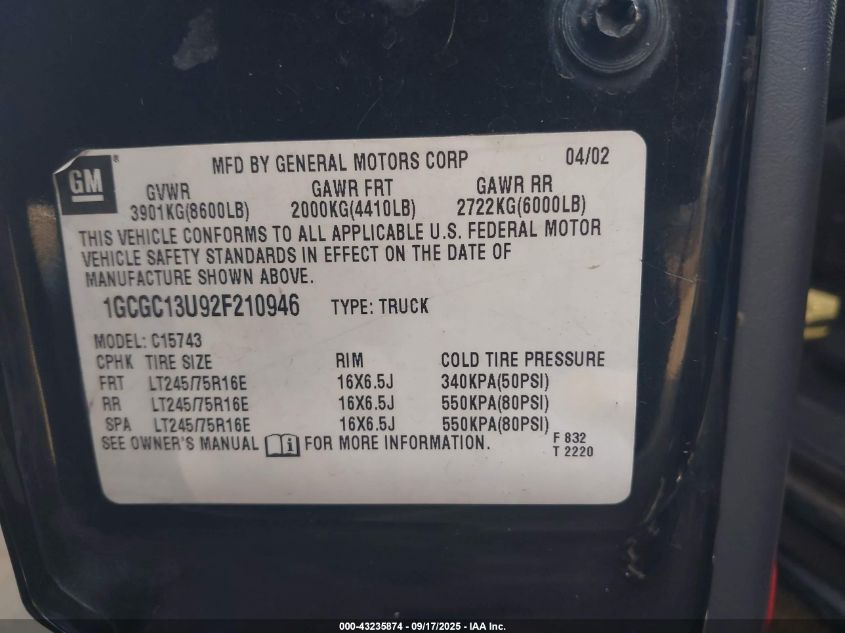 GM ® MFD BY GENERAL MOTORS CORP 04/02
GVWR GAWR FRT GAWR RR
3901KG(8600LB) 2000KG(4410LB) 2722KG(6000LB)
THIS VEHICLE CONFORMS TO ALL APPLICABLE U.S. FEDERAL MOTOR
VEHICLE SAFETY STANDARDS IN EFFECT ON THE DATE OF
MANUFACTURE SHOWN ABOVE.
1GCGC13U92F210946 TYPE: TRUCK
MODEL: C15743
CPHK TIRE SIZE RIM COLD TIRE PRESSURE
FRT LT245/75R16E 16X6.5J 340KPA(50PSI)
RR LT245/75R16E 16X6.5J 550KPA(80PSI)
SPA LT245/75R16E 16X6.5J 550KPA(80PSI)
SEE OWNER'S MANUAL i FOR MORE INFORMATION. F 832
T 2220
000-43235874 - 09/17/2025 - IAA Inc.